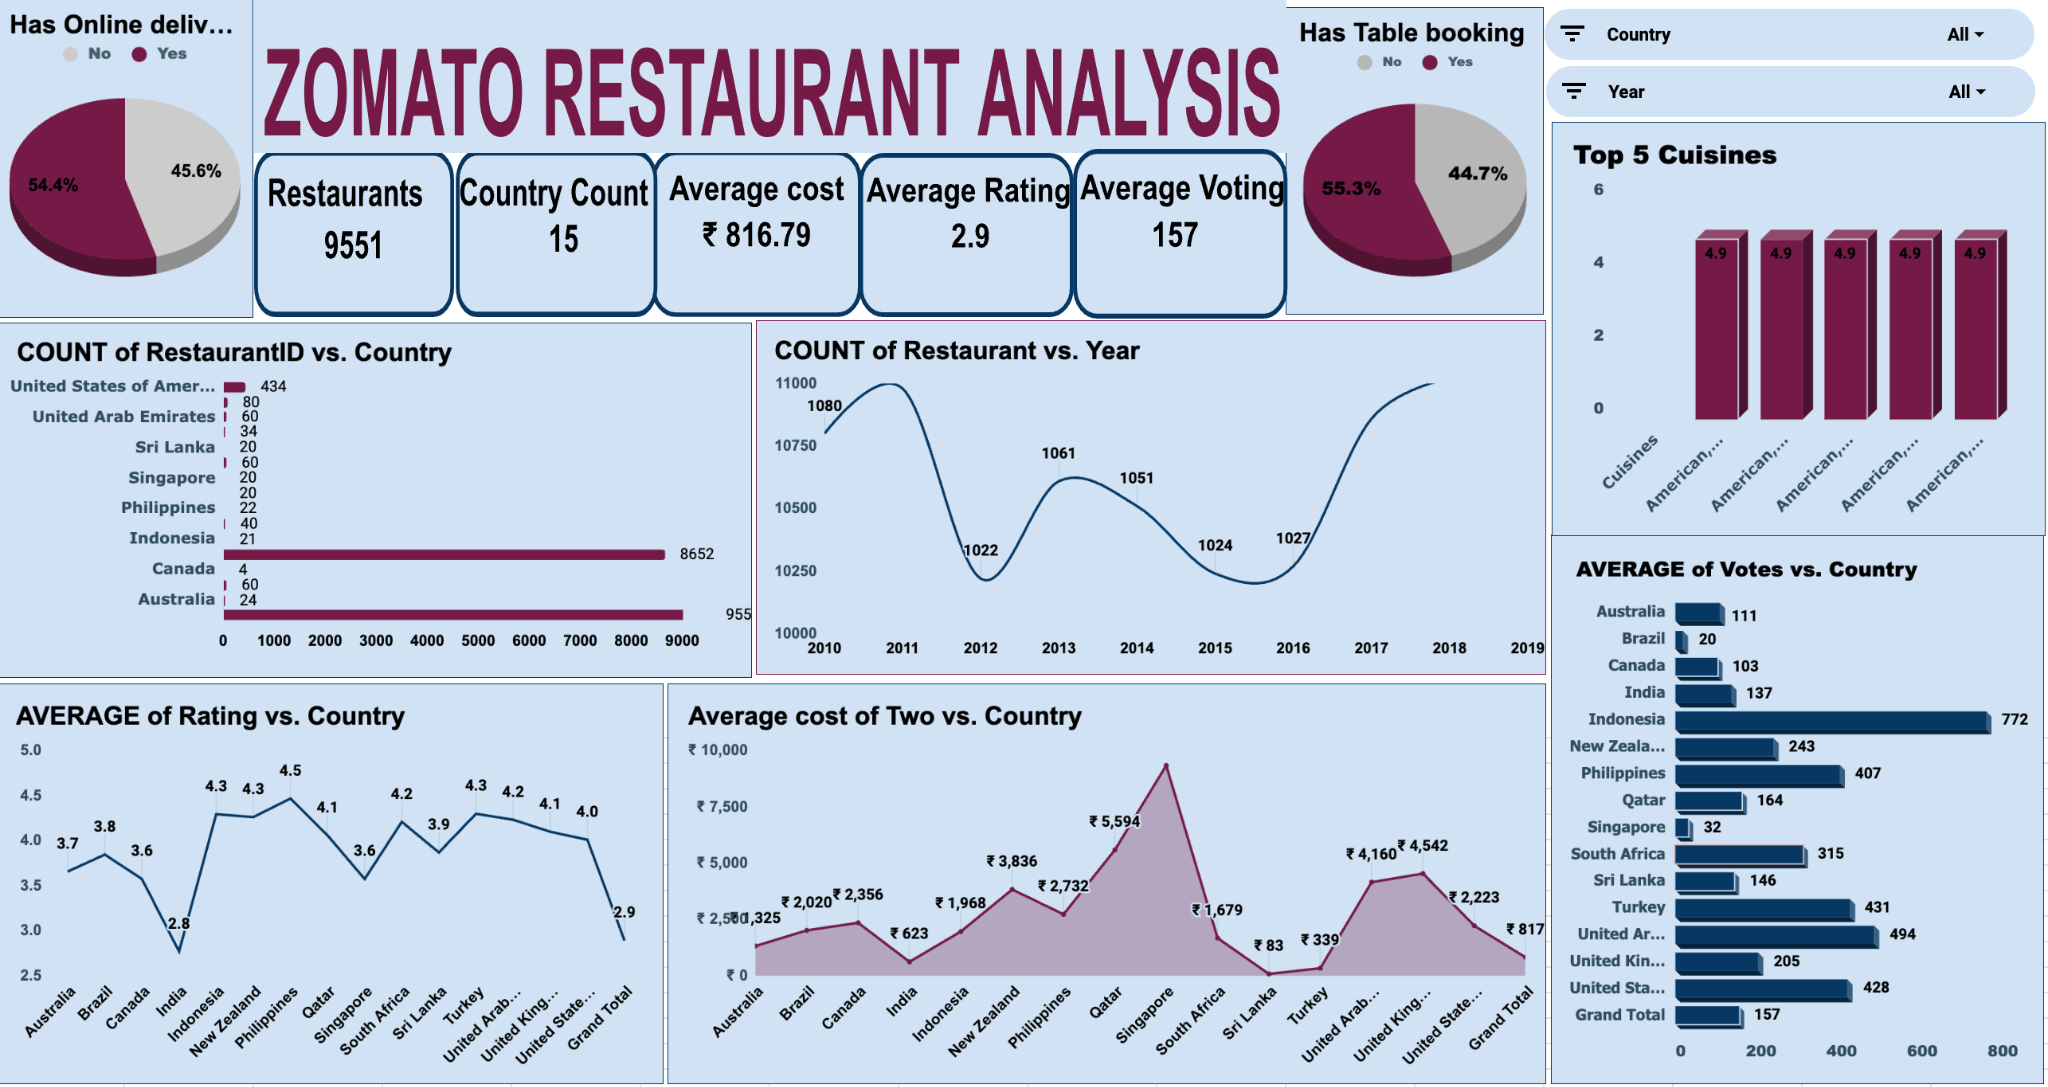 Has Online deliv...
No Yes
45.6%
54.4%
ZOMATO RESTAURANT ANALYSIS
Restaurants
9551
Country Count
15
Average cost
₹ 816.79
Average Rating
2.9
Average Voting
157
Has Table booking
No Yes
44.7%
55.3%
Country All
Year All
Top 5 Cuisines
6
4
2
0
4.9 4.9 4.9 4.9 4.9
Cuisines American,... American,... American,... American,... American,...
COUNT of RestaurantID vs. Country
United States of Amer... 434
80
United Arab Emirates 60
34
Sri Lanka 20
60
Singapore 20
20
Philippines 22
40
Indonesia 21
8652
Canada 4
60
Australia 24
955
0 1000 2000 3000 4000 5000 6000 7000 8000 9000
COUNT of Restaurant vs. Year
11000
10750
10500
10250
10000
1080 1022 1061 1051 1024 1027
2010 2011 2012 2013 2014 2015 2016 2017 2018 2019
AVERAGE of Votes vs. Country
Australia 111
Brazil 20
Canada 103
India 137
Indonesia 772
New Zeala... 243
Philippines 407
Qatar 164
Singapore 32
South Africa 315
Sri Lanka 146
Turkey 431
United Ar... 494
United Kin... 205
United Sta... 428
Grand Total 157
0 200 400 600 800
AVERAGE of Rating vs. Country
5.0
4.5
4.0
3.5
3.0
2.5
3.7 3.8 3.6 2.8 4.3 4.3 4.5 4.1 3.6 4.2 3.9 4.3 4.2 4.1 4.0 2.9
Australia Brazil Canada India Indonesia New Zealand Philippines Qatar Singapore South Africa Sri Lanka Turkey United Arab... United King... United State... Grand Total
Average cost of Two vs. Country
₹ 10,000
₹ 7,500
₹ 5,000
₹ 2,500
₹ 0
₹ 1,325 ₹ 2,020 ₹ 2,356 ₹ 623 ₹ 1,968 ₹ 3,836 ₹ 2,732 ₹ 5,594 ₹ 1,679 ₹ 83 ₹ 339 ₹ 4,160 ₹ 4,542 ₹ 2,223 ₹ 817
Australia Brazil Canada India Indonesia New Zealand Philippines Qatar Singapore South Africa Sri Lanka Turkey United Arab... United King... United State... Grand Total